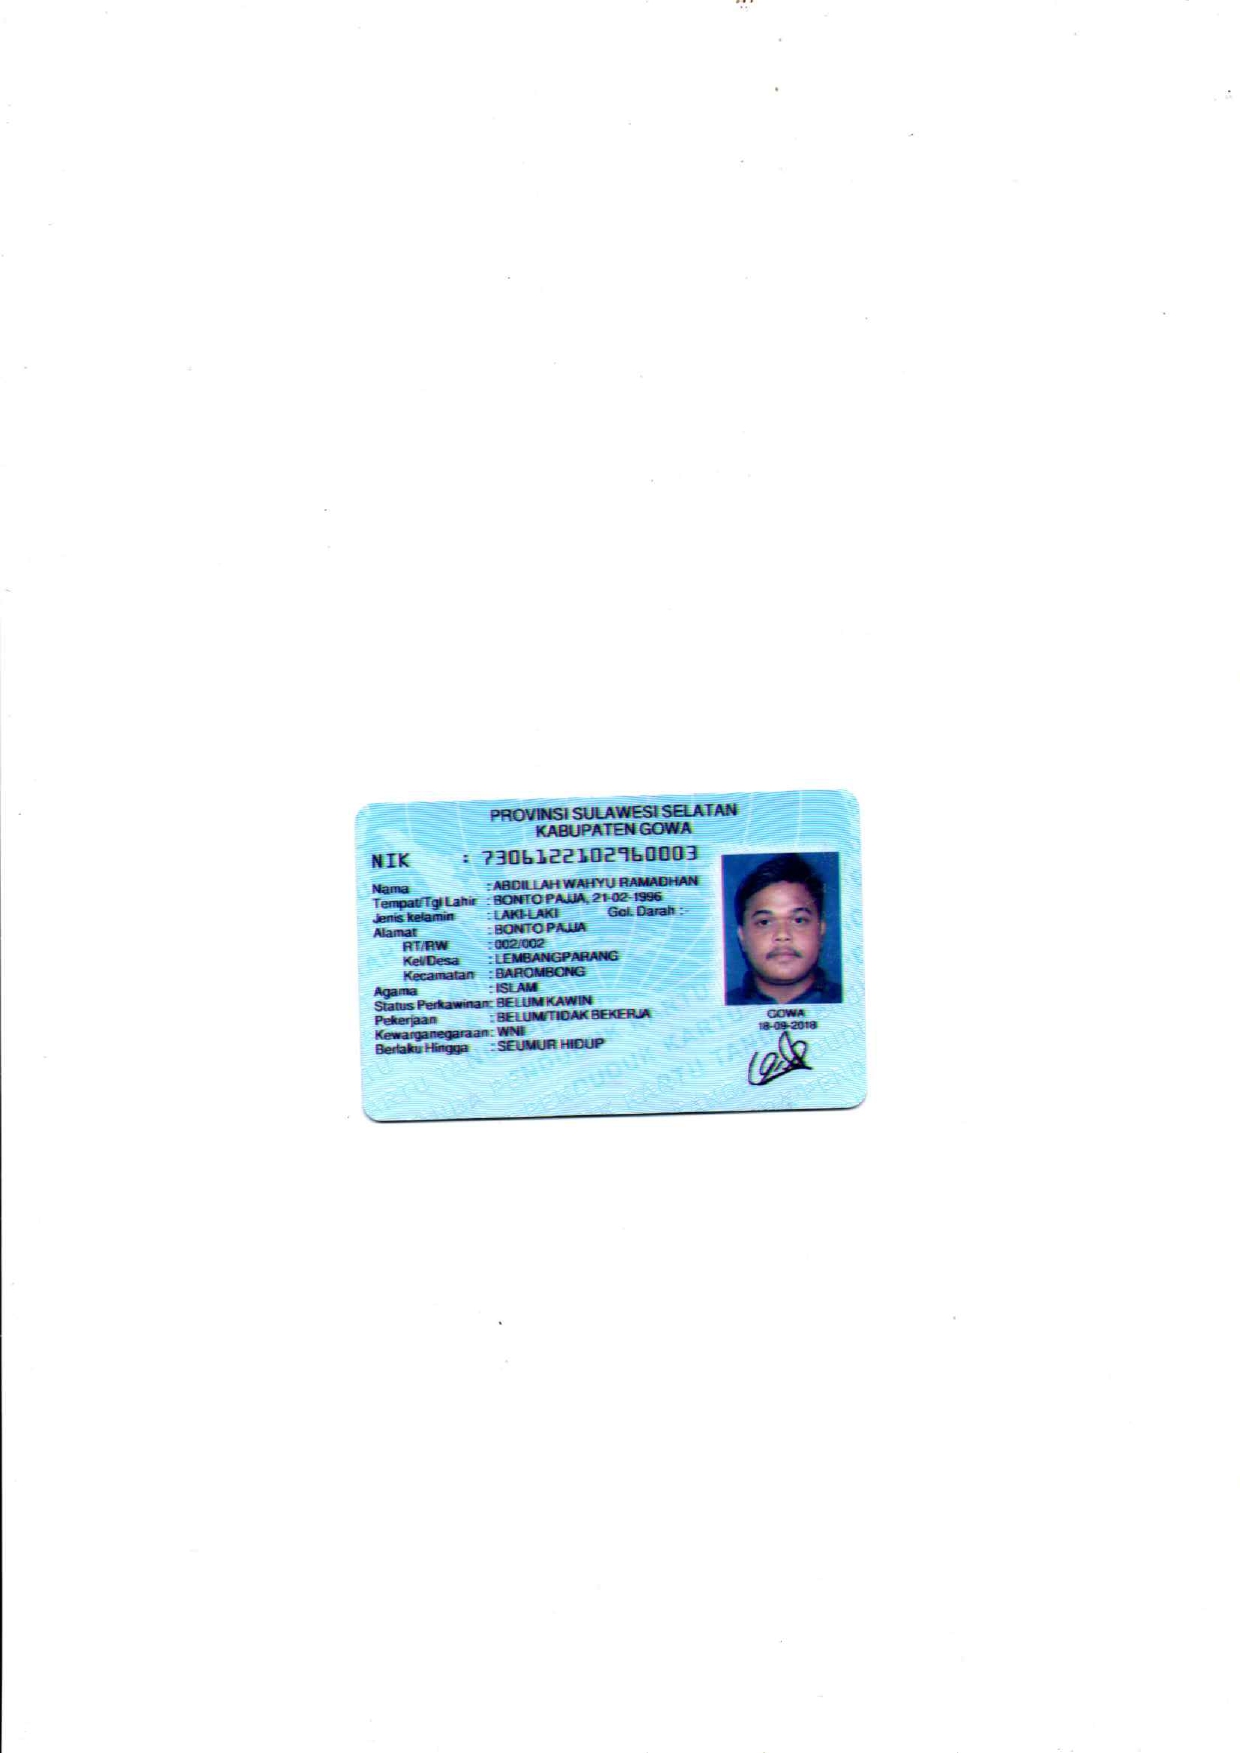 PROVINSI SULAWESI SELATAN
KABUPATEN GOWA
NIK : 7306122102960003
Nama : ABDILLAH WAHYU RAMADHAN
Tempat/Tgl Lahir : BONTO PAJJA, 21-02-1996
Jenis kelamin : LAKI-LAKI Gol. Darah :-
Alamat : BONTO PAJJA
RT/RW : 002/002
Kel/Desa : LEMBANGPARANG
Kecamatan : BAROMBONG
Agama : ISLAM
Status Perkawinan: BELUM KAWIN
Pekerjaan : BELUM/TIDAK BEKERJA
Kewarganegaraan: WNI
Berlaku Hingga : SEUMUR HIDUP
GOWA
18-09-2018